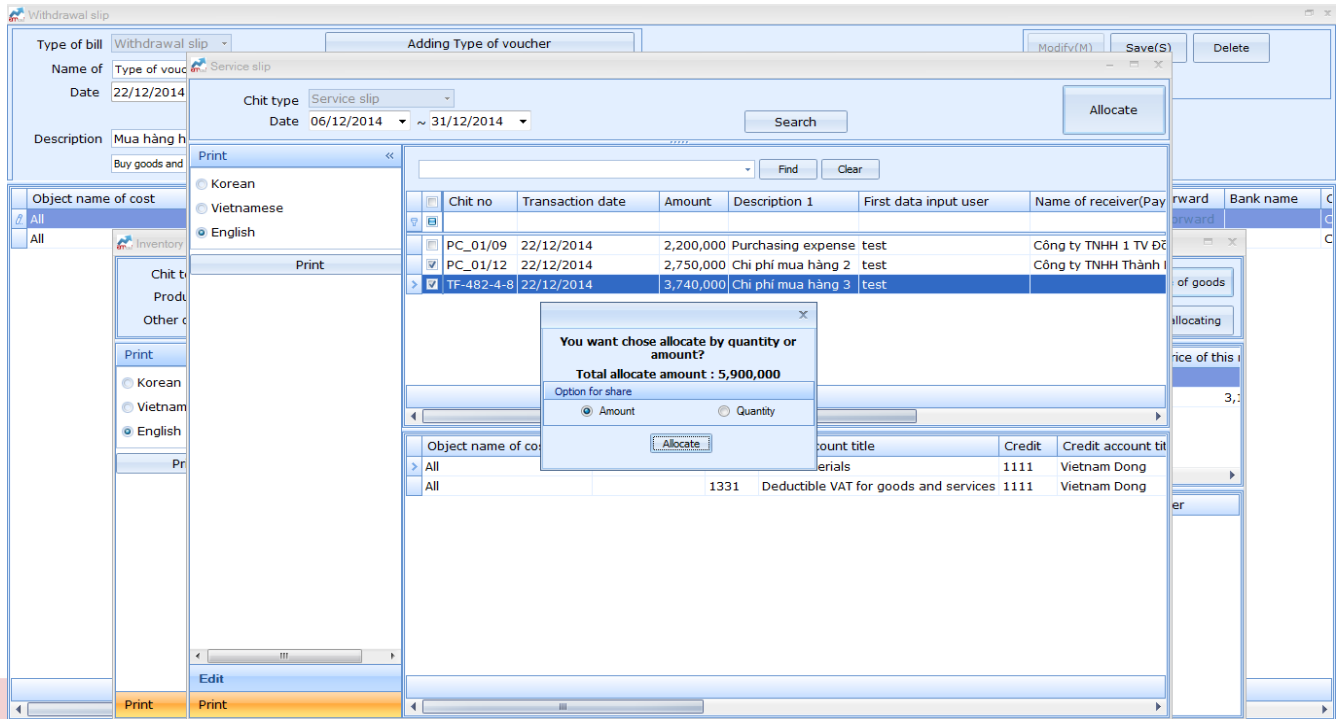 Withdrawal slip
Type of bill Withdrawal slip Adding Type of voucher Modify(M) Save(S) Delete
Name of Type of vouc
Service slip
Date 22/12/2014
Chit type Service slip
Date 06/12/2014 ~ 31/12/2014 Search Allocate
Description Mua hàng h
Buy goods and
Print «
Find Clear
Korean
Vietnamese
English
Print
Object name of cost
All
All
Chit no Transaction date Amount Description 1 First data input user Name of receiver(Pay
PC_01/09 22/12/2014 2,200,000 Purchasing expense test Công ty TNHH 1 TV
PC_01/12 22/12/2014 2,750,000 Chi phí mua hàng 2 test Công ty TNHH Thành
TF-482-4-8 22/12/2014 3,740,000 Chi phí mua hàng 3 test
rward Bank name C
orward C
C
Inventory
Chit t
Produ
Other
of goods
allocating
Print
Korean
Vietnam
English
Pr
rice of this
3,
er
You want chose allocate by quantity or
amount?
Total allocate amount : 5,900,000
Option for share
Amount Quantity
Allocate
Object name of co count title Credit Credit account tit
All erials 1111 Vietnam Dong
All 1331 Deductible VAT for goods and services 1111 Vietnam Dong
Edit
Print
Print